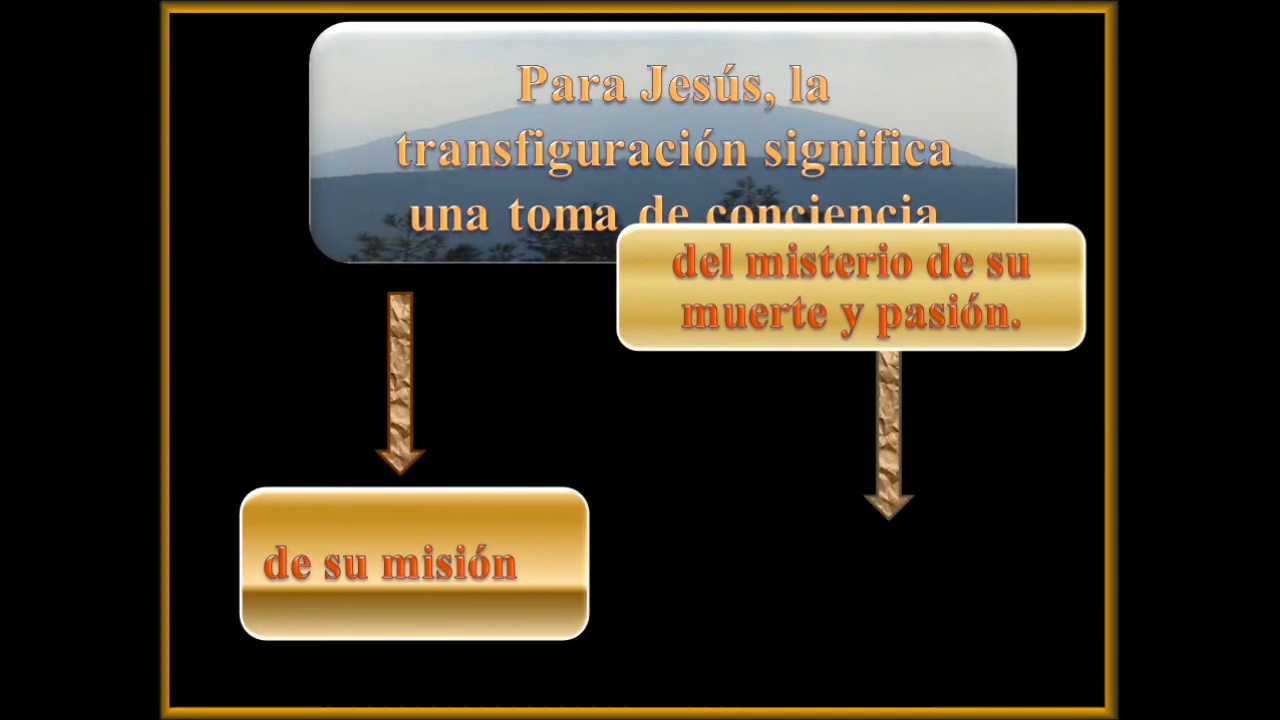 Para Jesús, la
transfiguración significa
una toma de conciencia
del misterio de su
muerte y pasión.
de su misión